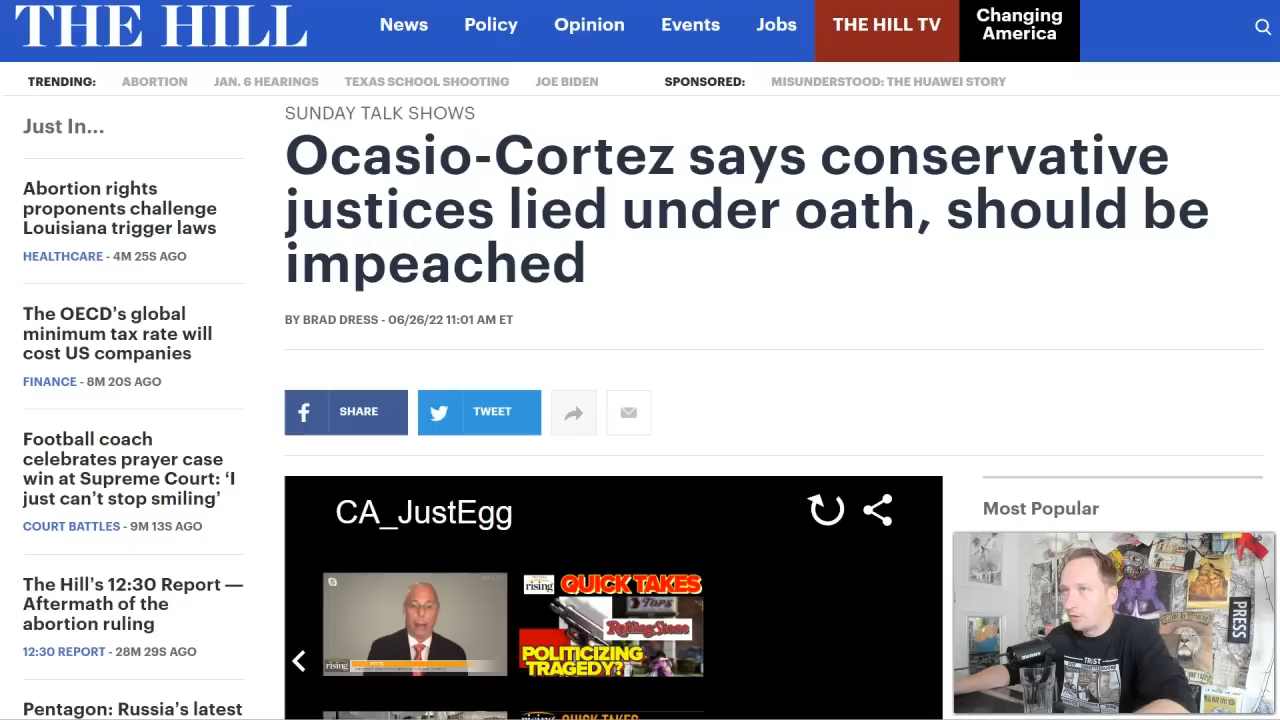 THE HILL
News
Policy
Opinion
Events
Jobs
THE HILL TV
Changing
America
TRENDING:
ABORTION
JAN. 6 HEARINGS
TEXAS SCHOOL SHOOTING
JOE BIDEN
SPONSORED:
MISUNDERSTOOD: THE HUAWEI STORY
Just In...
Abortion rights
proponents challenge
Louisiana trigger laws
HEALTHCARE - 4M 25S AGO
The OECD’s global
minimum tax rate will
cost US companies
FINANCE - 8M 20S AGO
Football coach
celebrates prayer case
win at Supreme Court: ‘I
just can’t stop smiling’
COURT BATTLES - 9M 13S AGO
The Hill’s 12:30 Report —
Aftermath of the
abortion ruling
12:30 REPORT - 28M 29S AGO
Pentagon: Russia’s latest
SUNDAY TALK SHOWS
Ocasio-Cortez says conservative
justices lied under oath, should be
impeached
BY BRAD DRESS - 06/26/22 11:01 AM ET
SHARE
TWEET
CA_JustEgg
rising
rising
QUICK TAKES
TOPS
RollingStone
POLITICIZING
TRAGEDY?
QUICK TAKES
Most Popular
PRESS
TRUST